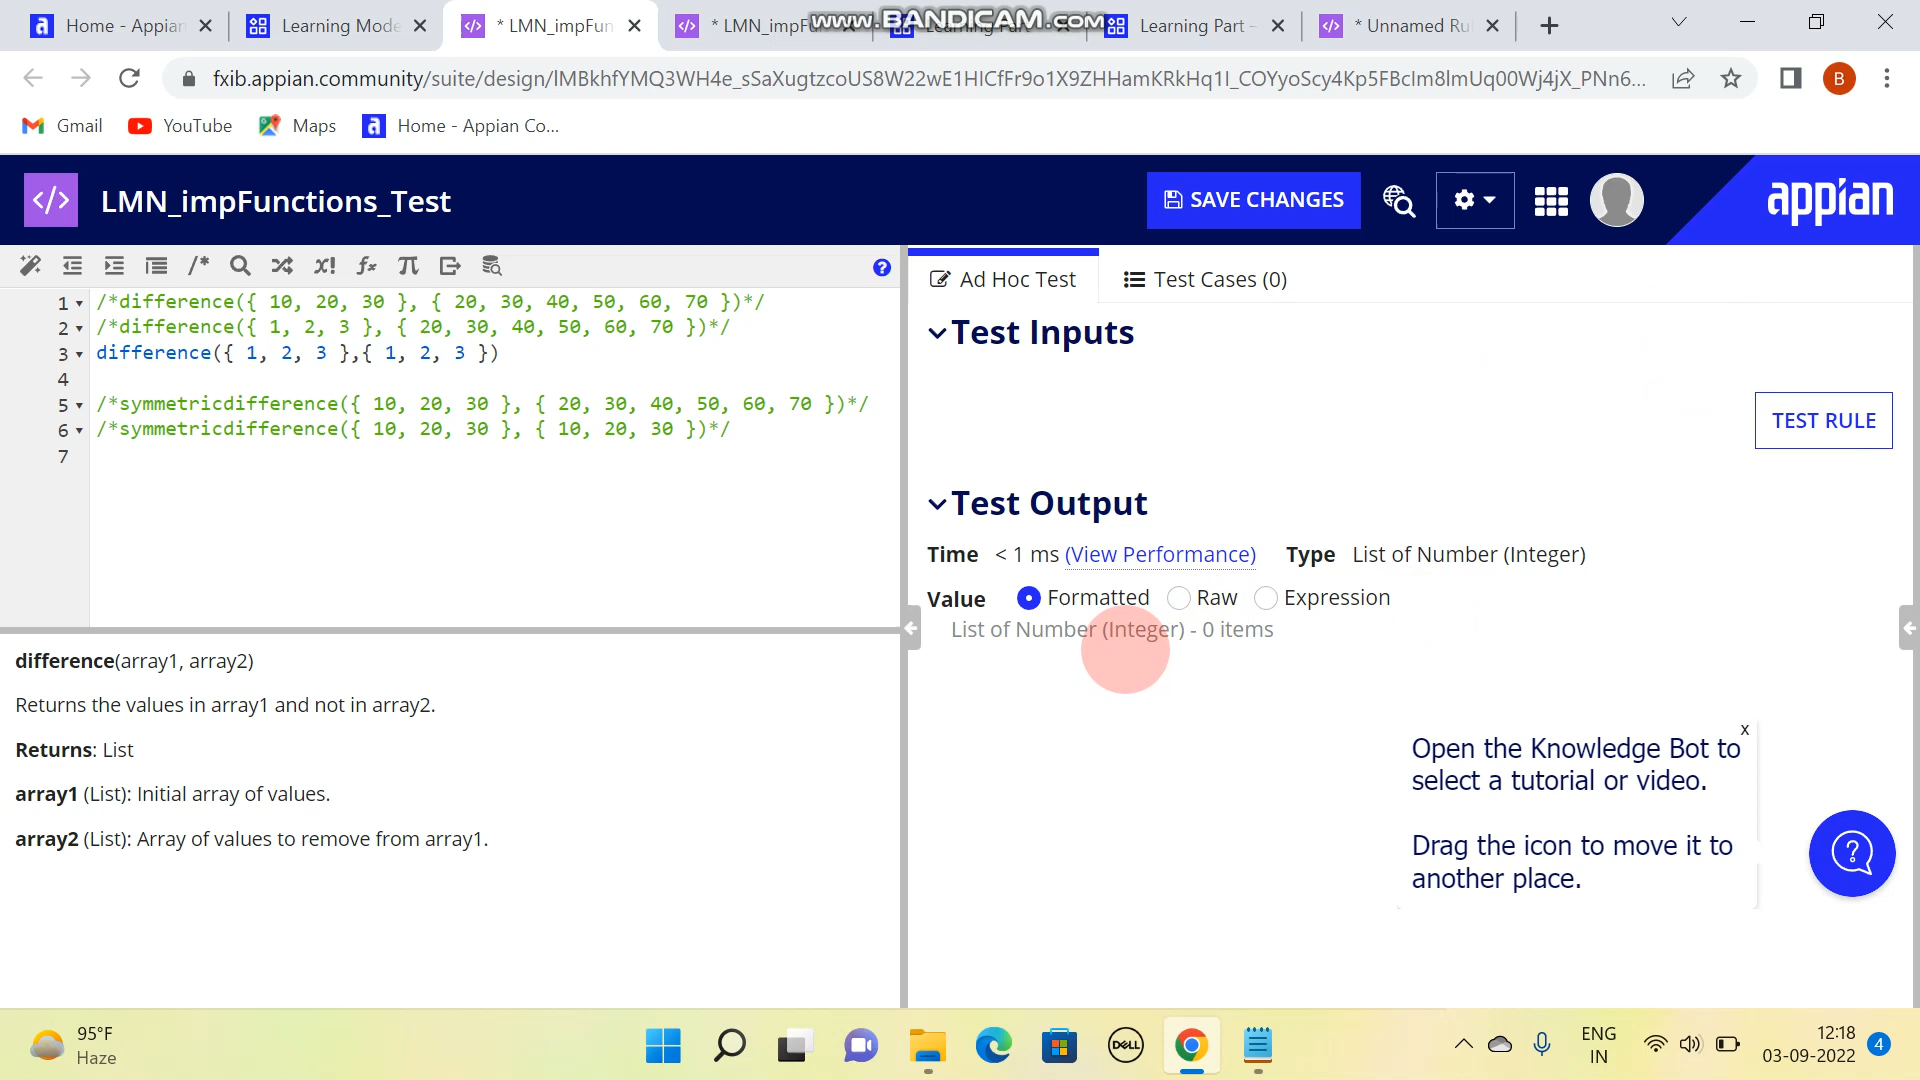 Home - Appian
Learning Mode
* LMN_impFun
* LMN_impFu
Learning Part
Learning Part -
* Unnamed Ru
www.BANDICAM.com
fxib.appian.community/suite/design/lMBkhfYMQ3WH4e_sSaXugtzcoUS8W22wE1HICfFr9o1X9ZHHamKRkHq1I_COYyoScy4Kp5FBcIm8lmUq00Wj4jX_PNn6...
B
Gmail
YouTube
Maps
Home - Appian Co...
LMN_impFunctions_Test
SAVE CHANGES
appian
1 /*difference({ 10, 20, 30 }, { 20, 30, 40, 50, 60, 70 })*/
2 /*difference({ 1, 2, 3 }, { 20, 30, 40, 50, 60, 70 })*/
3 difference({ 1, 2, 3 },{ 1, 2, 3 })
4
5 /*symmetricdifference({ 10, 20, 30 }, { 20, 30, 40, 50, 60, 70 })*/
6 /*symmetricdifference({ 10, 20, 30 }, { 10, 20, 30 })*/
7
difference(array1, array2)
Returns the values in array1 and not in array2.
Returns: List
array1 (List): Initial array of values.
array2 (List): Array of values to remove from array1.
Ad Hoc Test
Test Cases (0)
Test Inputs
TEST RULE
Test Output
Time < 1 ms (View Performance) Type List of Number (Integer)
Value Formatted Raw Expression
List of Number (Integer) - 0 items
x
Open the Knowledge Bot to
select a tutorial or video.
Drag the icon to move it to
another place.
95°F
Haze
DELL
ENG
IN
12:18
03-09-2022
4